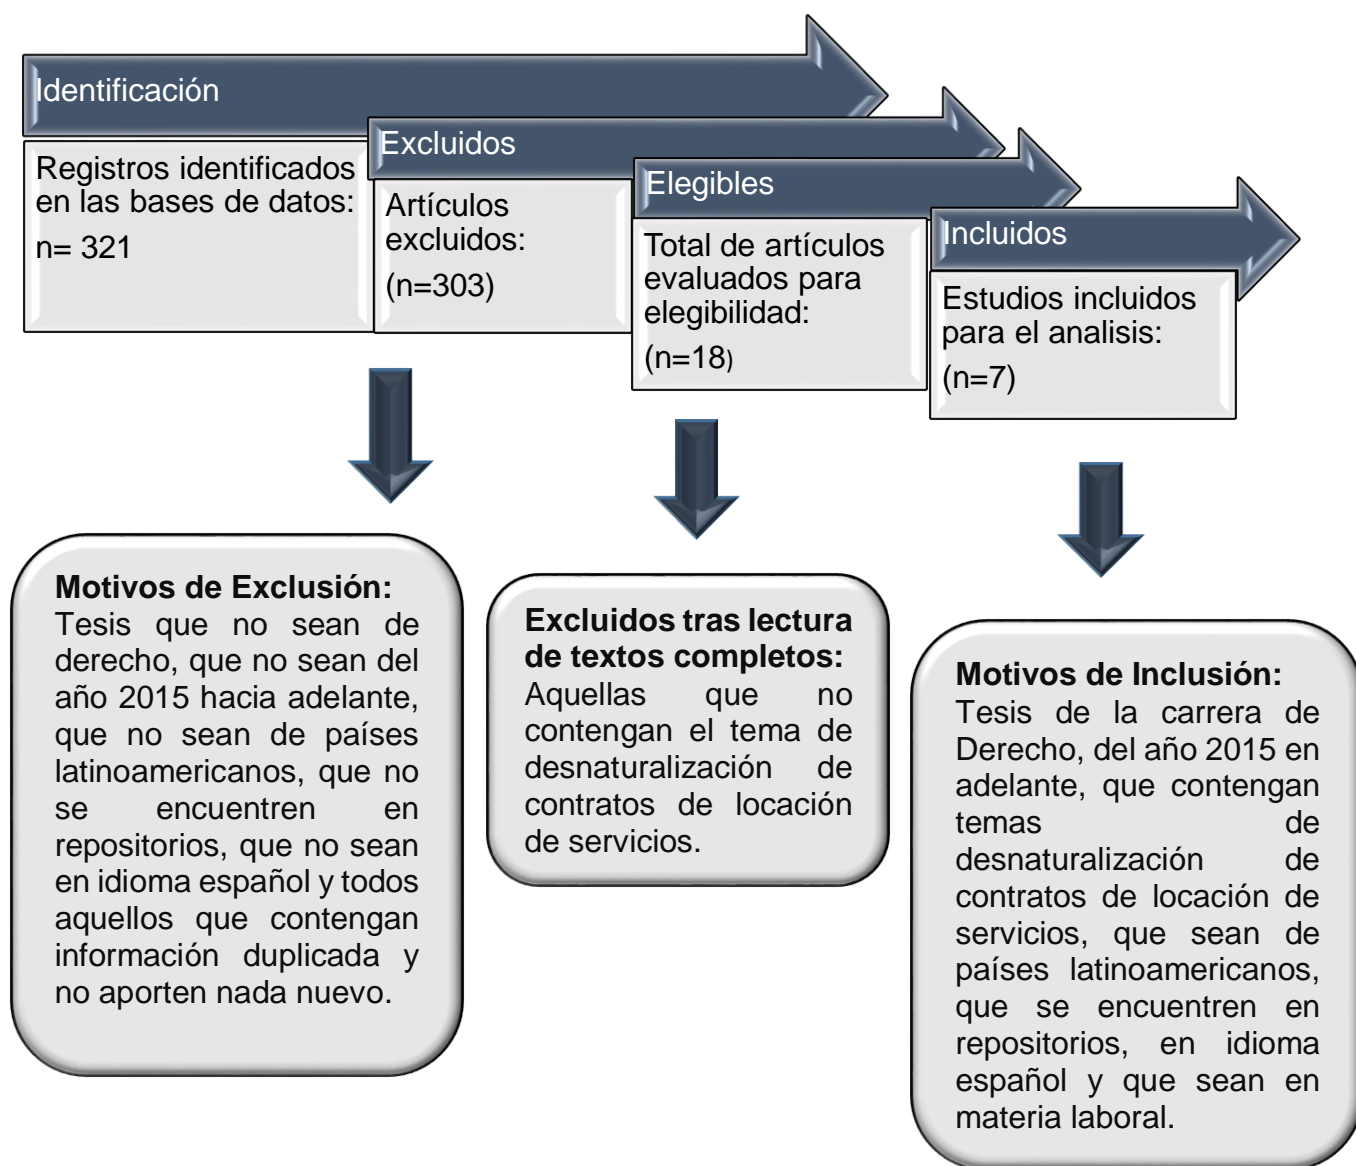 Identificación
Registros identificados
en las bases de datos:
n= 321
Excluidos
Artículos
excluidos:
(n=303)
Elegibles
Total de artículos
evaluados para
elegibilidad:
(n=18)
Incluidos
Estudios incluidos
para el analisis:
(n=7)
Motivos de Exclusión:
Tesis que no sean de
derecho, que no sean del
año 2015 hacia adelante,
que no sean de países
latinoamericanos, que no
se encuentren en
repositorios, que no sean
en idioma español y todos
aquellos que contengan
información duplicada y
no aporten nada nuevo.
Excluidos tras lectura
de textos completos:
Aquellas que no
contengan el tema de
desnaturalización de
contratos de locación
de servicios.
Motivos de Inclusión:
Tesis de la carrera de
Derecho, del año 2015 en
adelante, que contengan
temas de
desnaturalización de
contratos de locación de
servicios, que sean de
países latinoamericanos,
que se encuentren en
repositorios, en idioma
español y que sean en
materia laboral.